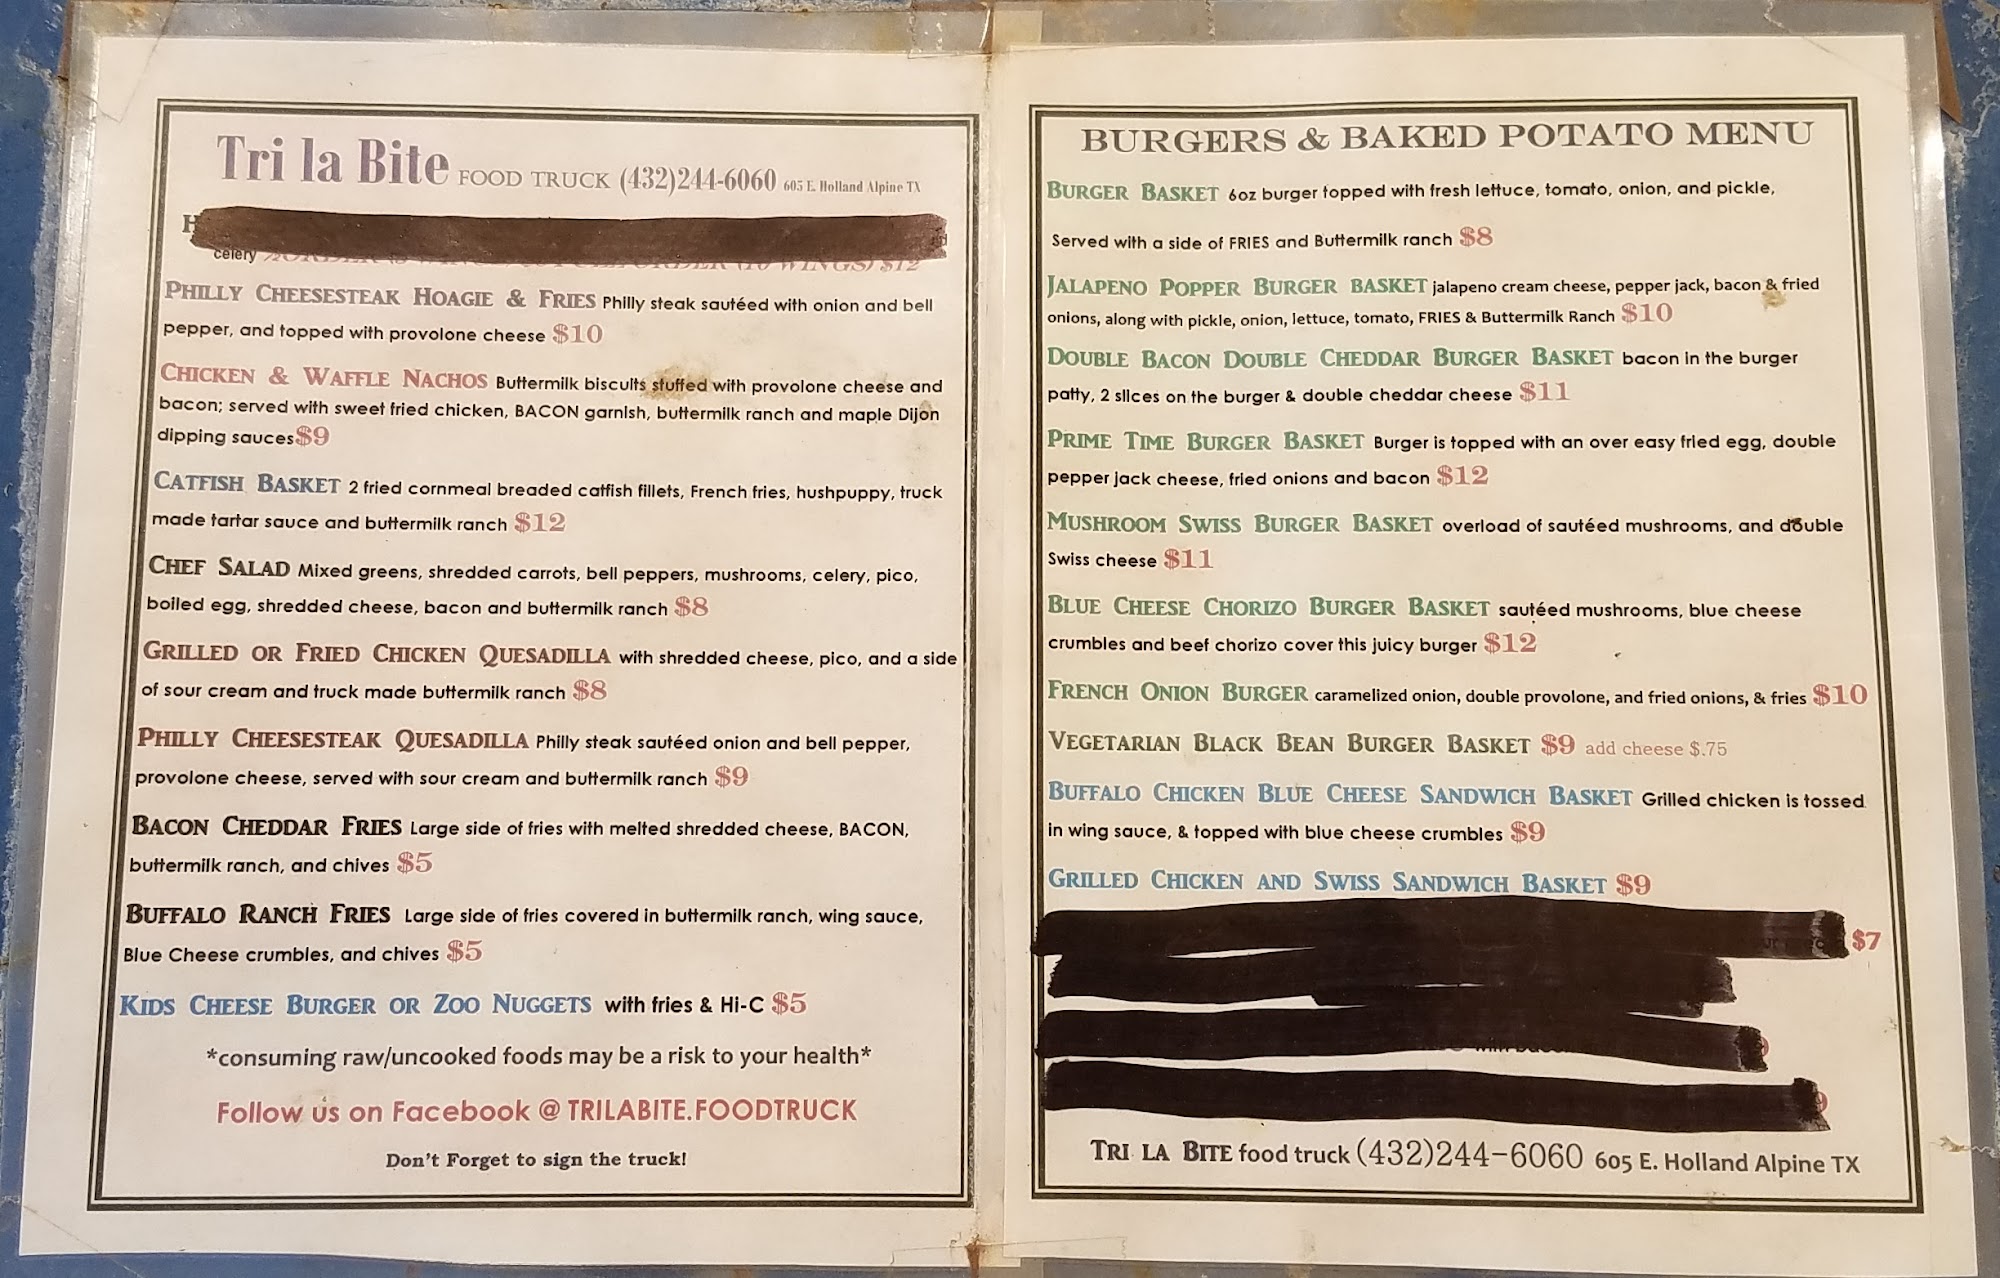 Tri la Bite FOOD TRUCK (432)244-6060 605 E. Holland Alpine TX
celery ½ORDER
PHILLY CHEESESTEAK HOAGIE & FRIES Philly steak sautéed with onion and bell
pepper, and topped with provolone cheese $10
CHICKEN & WAFFLE NACHOS Buttermilk biscuits stuffed with provolone cheese and
bacon; served with sweet fried chicken, BACON garnish, buttermilk ranch and maple Dijon
dipping sauces$9
CATFISH BASKET 2 fried cornmeal breaded catfish fillets, French fries, hushpuppy, truck
made tartar sauce and buttermilk ranch $12
CHEF SALAD Mixed greens, shredded carrots, bell peppers, mushrooms, celery, pico,
boiled egg, shredded cheese, bacon and buttermilk ranch $8
GRILLED OR FRIED CHICKEN QUESADILLA with shredded cheese, pico, and a side
of sour cream and truck made buttermilk ranch $8
PHILLY CHEESESTEAK QUESADILLA Philly steak sautéed onion and bell pepper,
provolone cheese, served with sour cream and buttermilk ranch $9
BACON CHEDDAR FRIES Large side of fries with melted shredded cheese, BACON,
buttermilk ranch, and chives $5
BUFFALO RANCH FRIES Large side of fries covered in buttermilk ranch, wing sauce,
Blue Cheese crumbles, and chives $5
KIDS CHEESE BURGER OR ZOO NUGGETS with fries & Hi-C $5
*consuming raw/uncooked foods may be a risk to your health*
Follow us on Facebook @ TRILABITE.FOODTRUCK
Don't Forget to sign the truck!
BURGERS & BAKED POTATO MENU
BURGER BASKET 6oz burger topped with fresh lettuce, tomato, onion, and pickle,
Served with a side of FRIES and Buttermilk ranch $8
JALAPENO POPPER BURGER BASKET jalapeno cream cheese, pepper jack, bacon & fried
onions, along with pickle, onion, lettuce, tomato, FRIES & Buttermilk Ranch $10
DOUBLE BACON DOUBLE CHEDDAR BURGER BASKET bacon in the burger
patty, 2 slices on the burger & double cheddar cheese $11
PRIME TIME BURGER BASKET Burger is topped with an over easy fried egg, double
pepper jack cheese, fried onions and bacon $12
MUSHROOM SWISS BURGER BASKET overload of sautéed mushrooms, and double
Swiss cheese $11
BLUE CHEESE CHORIZO BURGER BASKET sautéed mushrooms, blue cheese
crumbles and beef chorizo cover this juicy burger $12
FRENCH ONION BURGER caramelized onion, double provolone, and fried onions, & fries $10
VEGETARIAN BLACK BEAN BURGER BASKET $9 add cheese $.75
BUFFALO CHICKEN BLUE CHEESE SANDWICH BASKET Grilled chicken is tossed
in wing sauce, & topped with blue cheese crumbles $9
GRILLED CHICKEN AND SWISS SANDWICH BASKET $9
$7
TRI LA BITE food truck (432)244-6060 605 E. Holland Alpine TX